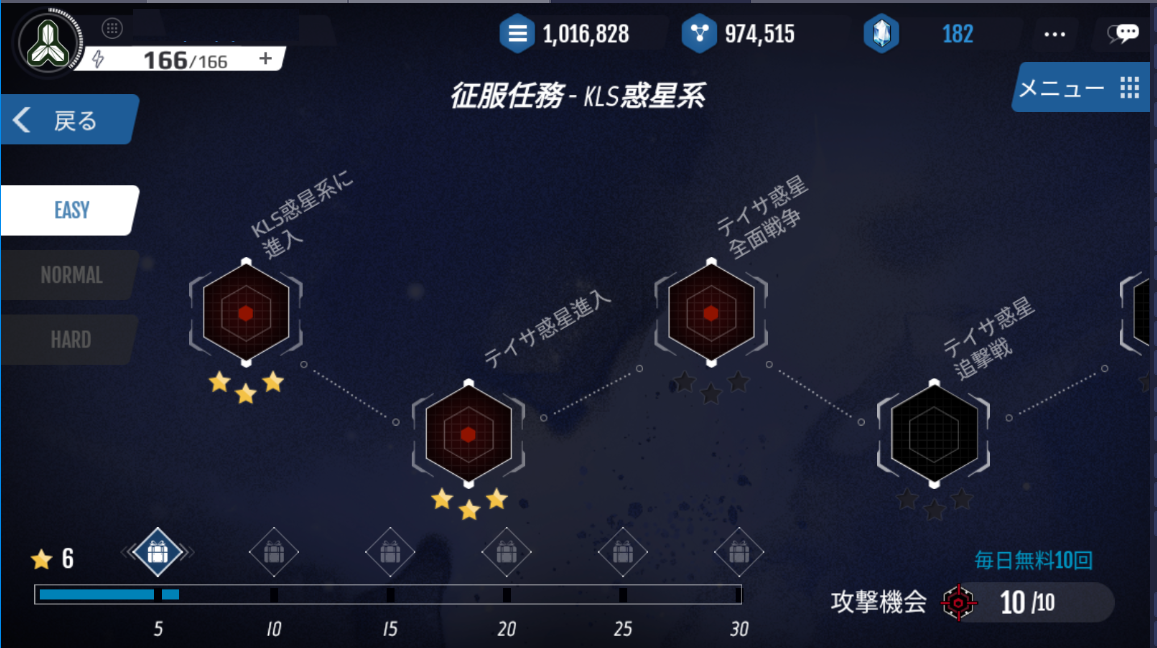 1,016,828
974,515
182
166/166 +
征服任務 - KLS惑星系
メニュー
戻る
EASY
NORMAL
HARD
KLS惑星系に
進入
テイサ惑星進入
テイサ惑星
全面戦争
テイサ惑星
追撃戦
6
毎日無料10回
攻撃機会 10/10
5 10 15 20 25 30